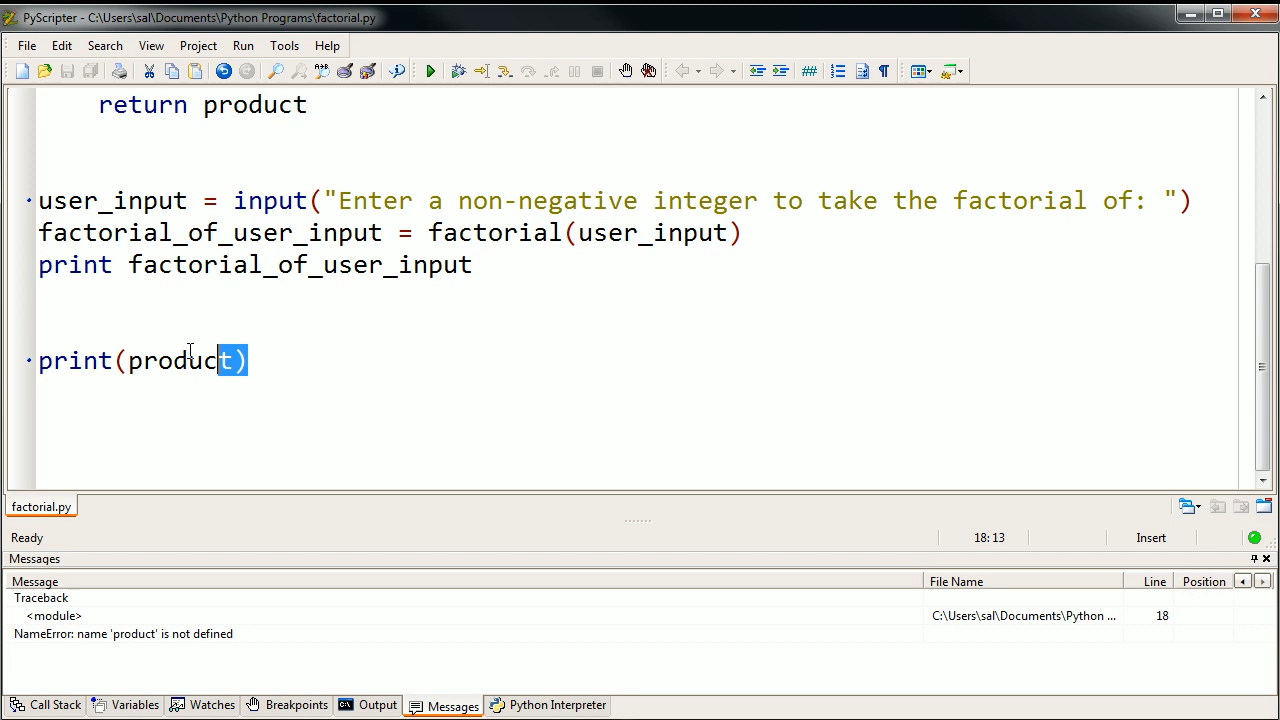 PyScripter - C:\Users\sal\Documents\Python Programs\factorial.py
File Edit Search View Project Run Tools Help
return product
user_input = input("Enter a non-negative integer to take the factorial of: ")
factorial_of_user_input = factorial(user_input)
print factorial_of_user_input
print(product)
factorial.py
Ready 18: 13 Insert
Messages
Message File Name Line Position
Traceback
<module> C:\Users\sal\Documents\Python ... 18
NameError: name 'product' is not defined
Call Stack Variables Watches Breakpoints Output Messages Python Interpreter